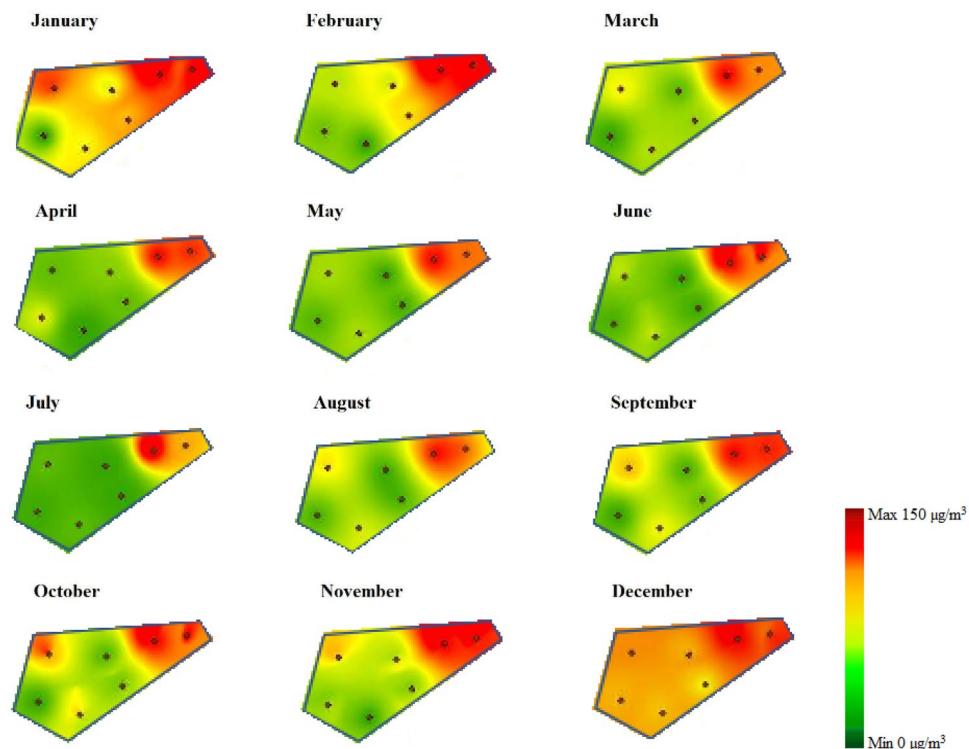 January
February
March
April
May
June
July
August
September
Max 150 μg/m³
October
November
December
Min 0 μg/m³